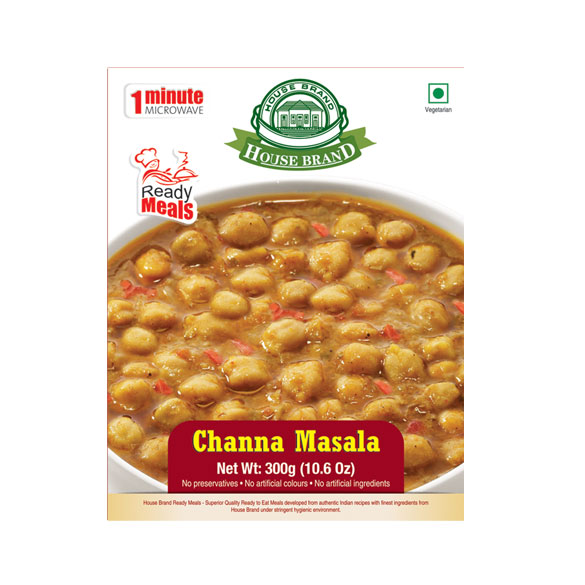 1 minute
MICROWAVE
HOUSE BRAND
HOUSE BRAND
Vegetarian
Ready
Meals
Channa Masala
Net Wt: 300g (10.6 Oz)
No preservatives • No artificial colours • No artificial ingredients
House Brand Ready Meals - Superior Quality Ready to Eat Meals developed from authentic Indian recipes with finest ingredients from
House Brand under stringent hygienic environment.